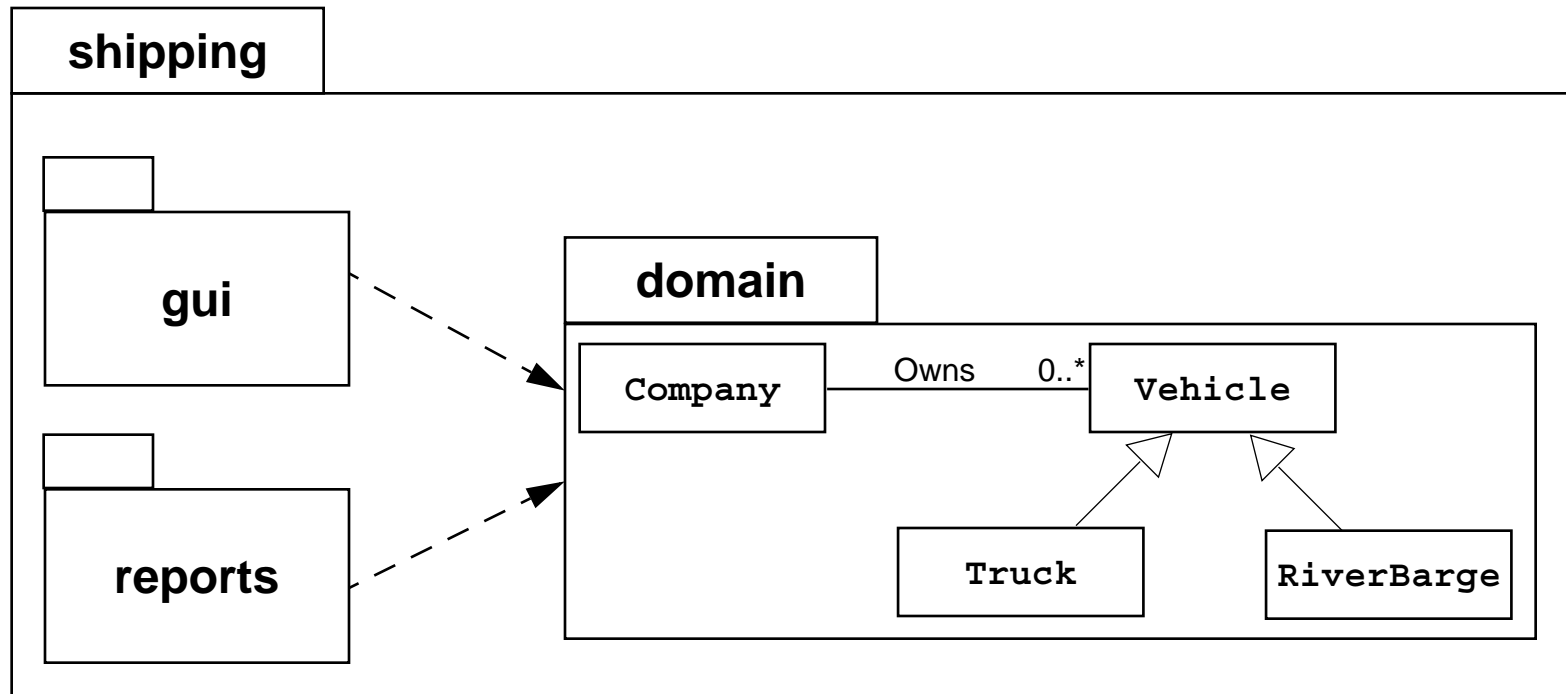 shipping
gui
domain
Company
Owns
0..*
Vehicle
reports
Truck
RiverBarge